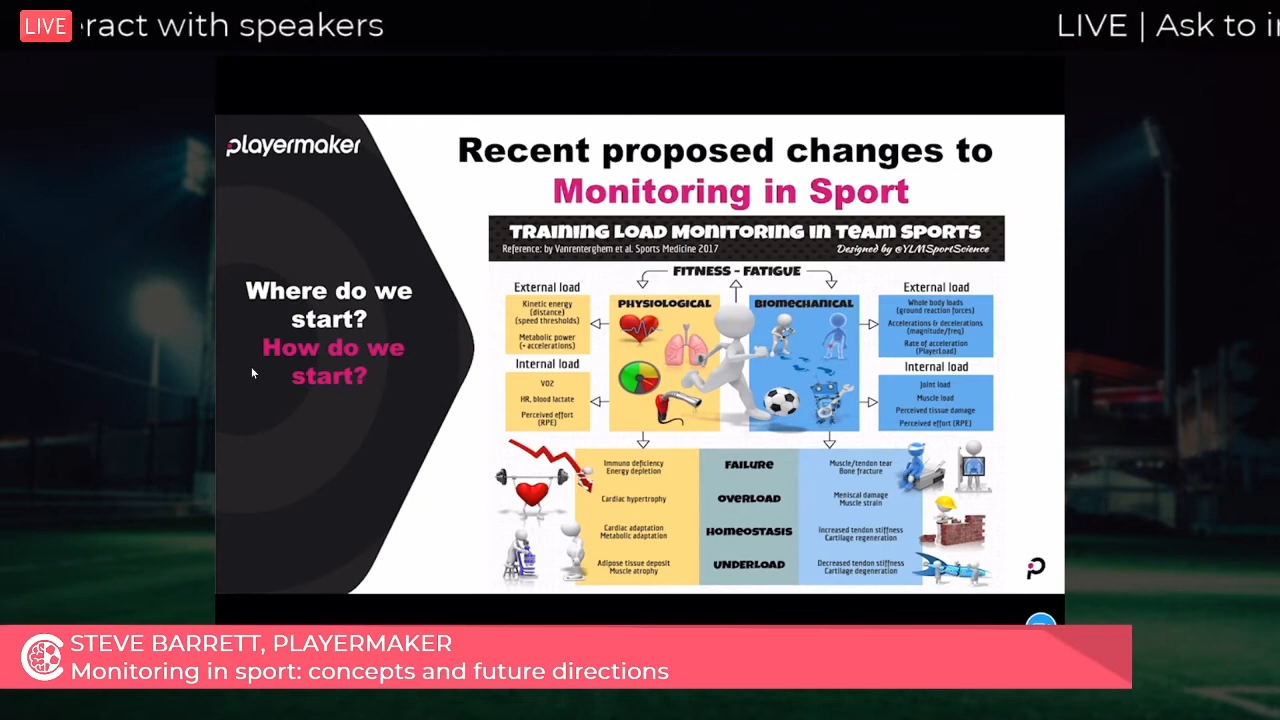 LIVE
ract with speakers
LIVE | Ask to i
playermaker
Recent proposed changes to
Monitoring in Sport
Where do we
start?
How do we
start?
TRAINING LOAD MONITORING IN TEAM SPORTS
Reference: by Vanrenterghem et al. Sports Medicine 2017
Designed by @YLMSportScience
FITNESS - FATIGUE
External load
Kinetic energy
(distance)
(speed thresholds)
Metabolic power
(+ accelerations)
Internal load
VO2
HR, blood lactate
Perceived effort
(RPE)
PHYSIOLOGICAL
BIOMECHANICAL
External load
Whole body loads
(ground reaction forces)
Accelerations & decelerations
(magnitude/freq)
Rate of acceleration
(PlayerLoad)
Internal load
Joint load
Muscle load
Perceived tissue damage
Perceived effort (RPE)
Immuno deficiency
Energy depletion
FAILURE
Muscle/tendon tear
Bone fracture
Cardiac hypertrophy
OVERLOAD
Meniscal damage
Muscle strain
Cardiac adaptation
Metabolic adaptation
HOMEOSTASIS
Increased tendon stiffness
Cartilage regeneration
Adipose tissue deposit
Muscle atrophy
UNDERLOAD
Decreased tendon stiffness
Cartilage degeneration
STEVE BARRETT, PLAYERMAKER
Monitoring in sport: concepts and future directions